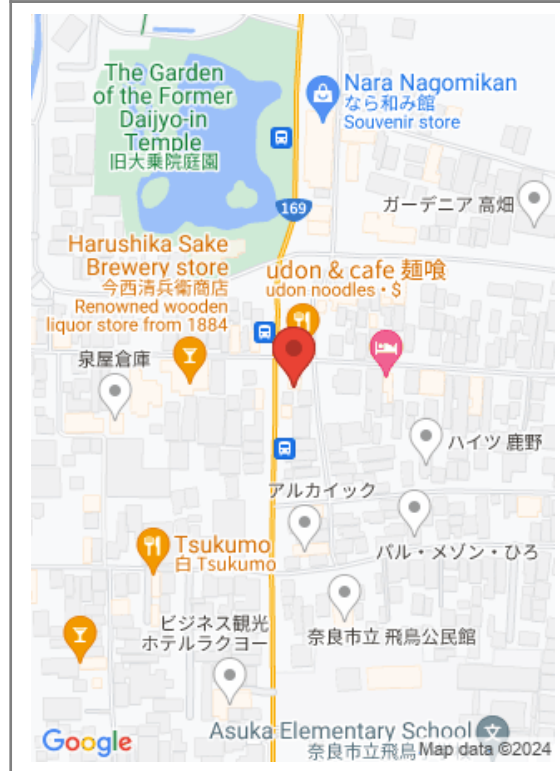 The Garden
of the Former
Daijyo-in
Temple
旧大乗院庭園
Nara Nagomikan
なら和み館
Souvenir store
169
ガーデニア 高畑
Harushika Sake
Brewery store
今西清兵衛商店
Renowned wooden
liquor store from 1884
udon & cafe 麺喰
udon noodles • $
泉屋倉庫
ハイツ 鹿野
アルカイック
パル・メゾン・ひろ
Tsukumo
白 Tsukumo
ビジネス観光
ホテルラクヨー
奈良市立 飛鳥公民館
Asuka Elementary School
奈良市立飛鳥小学校
Google
Map data ©2024